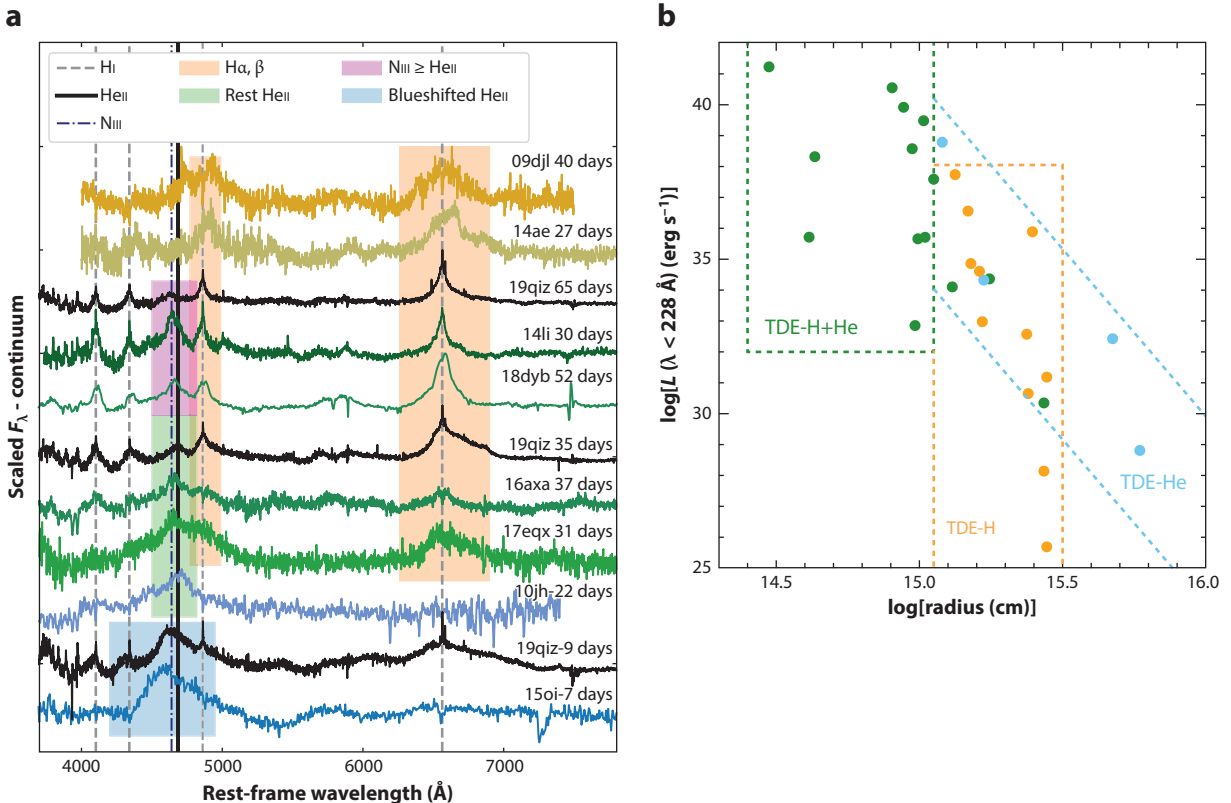 a
H I
He II
N III
Hα, β
Rest He II
N III ≥ He II
Blueshifted He II
09djl 40 days
14ae 27 days
19qiz 65 days
14li 30 days
18dyb 52 days
19qiz 35 days
16axa 37 days
17eqx 31 days
10jh-22 days
19qiz-9 days
15oi-7 days
Scaled Fλ - continuum
4000 5000 6000 7000
Rest-frame wavelength (Å)
b
40
35
30
25
log[L (λ < 228 Å) (erg s⁻¹)]
TDE-H+He
TDE-H
TDE-He
14.5 15.0 15.5 16.0
log[radius (cm)]